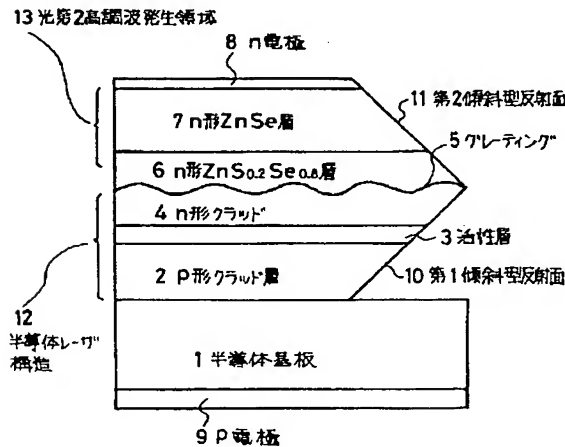 13 光第2高調波発生領域
8 n電極
11 第2傾斜型反射面
7 n形ZnSe層
5 グレーティング
6 n形ZnS0.2Se0.8層
4 n形クラッド
3 活性層
2 P形クラッド層
10 第1傾斜型反射面
12
半導体レーザ
構造
1 半導体基板
9 P電極